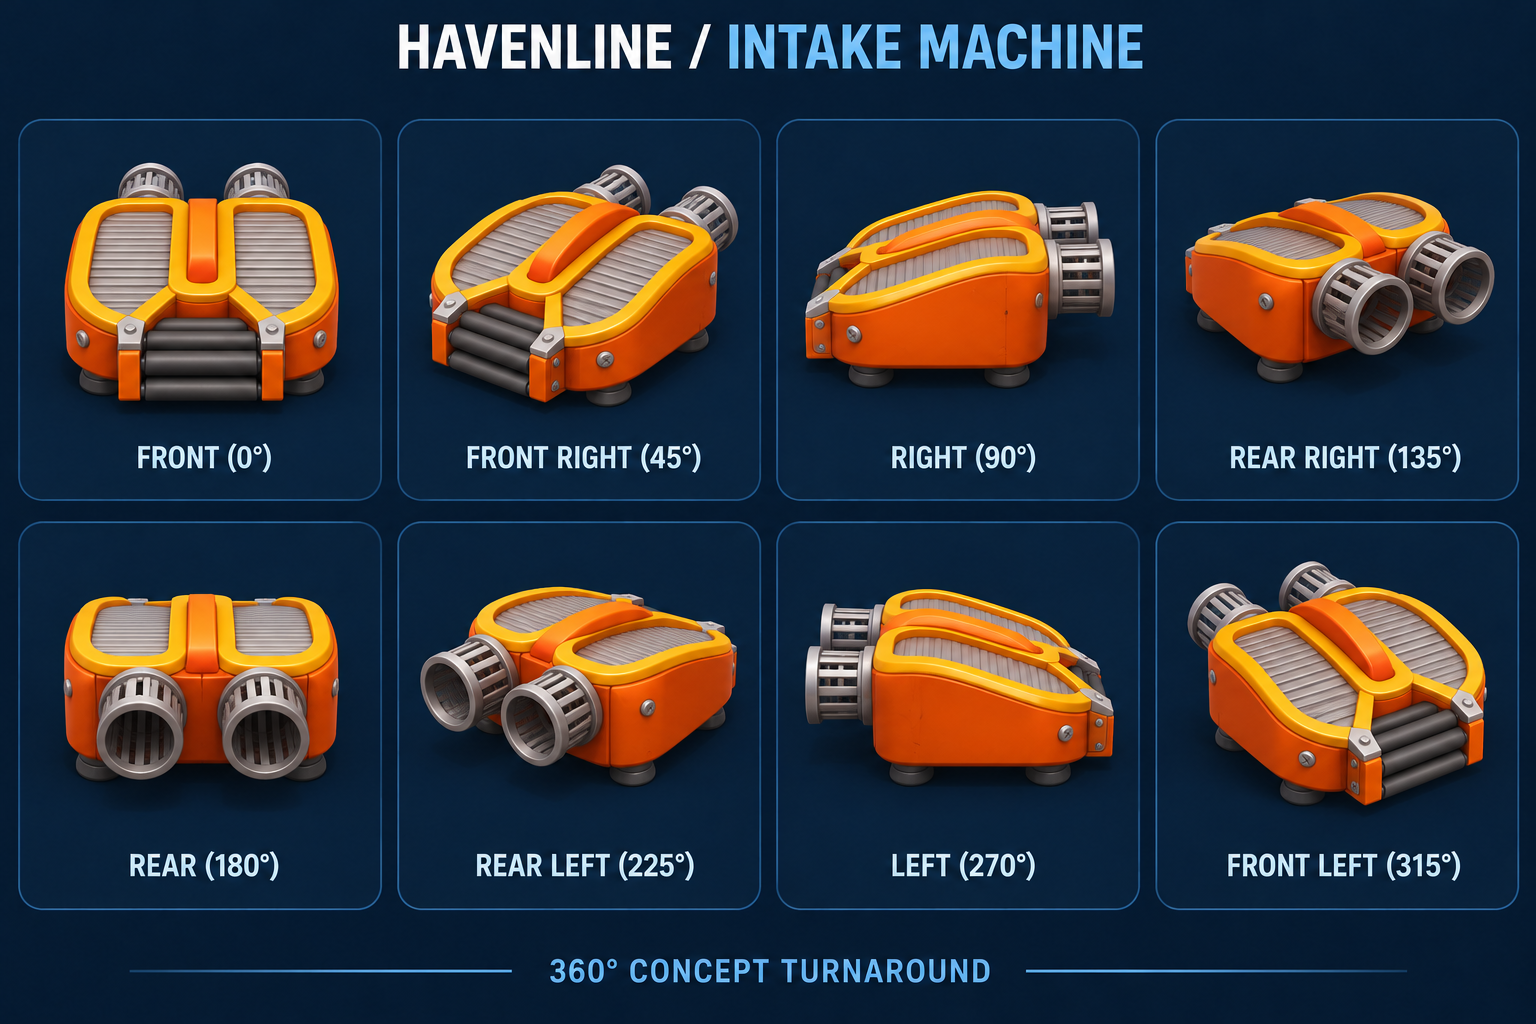 HAVENLINE / INTAKE MACHINE
FRONT (0°)
FRONT RIGHT (45°)
RIGHT (90°)
REAR RIGHT (135°)
REAR (180°)
REAR LEFT (225°)
LEFT (270°)
FRONT LEFT (315°)
360° CONCEPT TURNAROUND